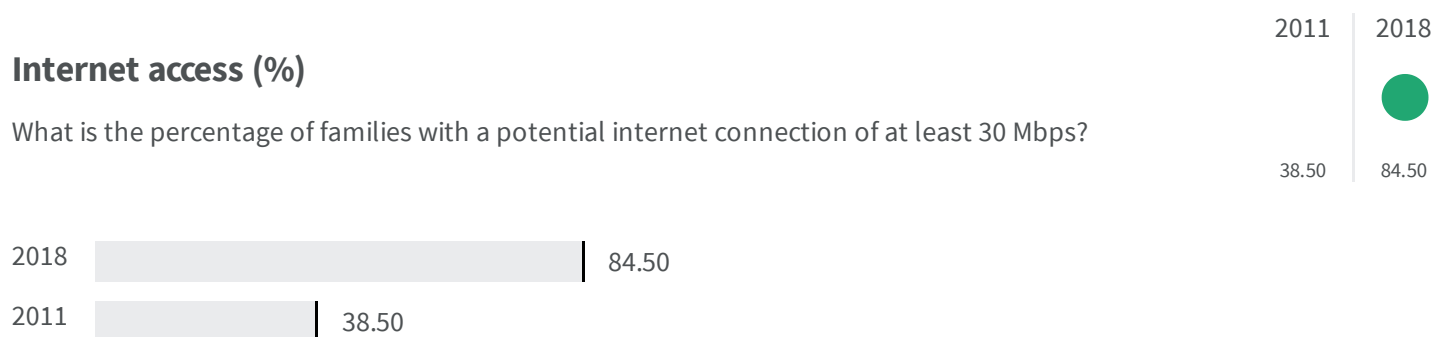 2011 2018
Internet access (%)
What is the percentage of families with a potential internet connection of at least 30 Mbps?
38.50 84.50
2018 84.50
2011 38.50